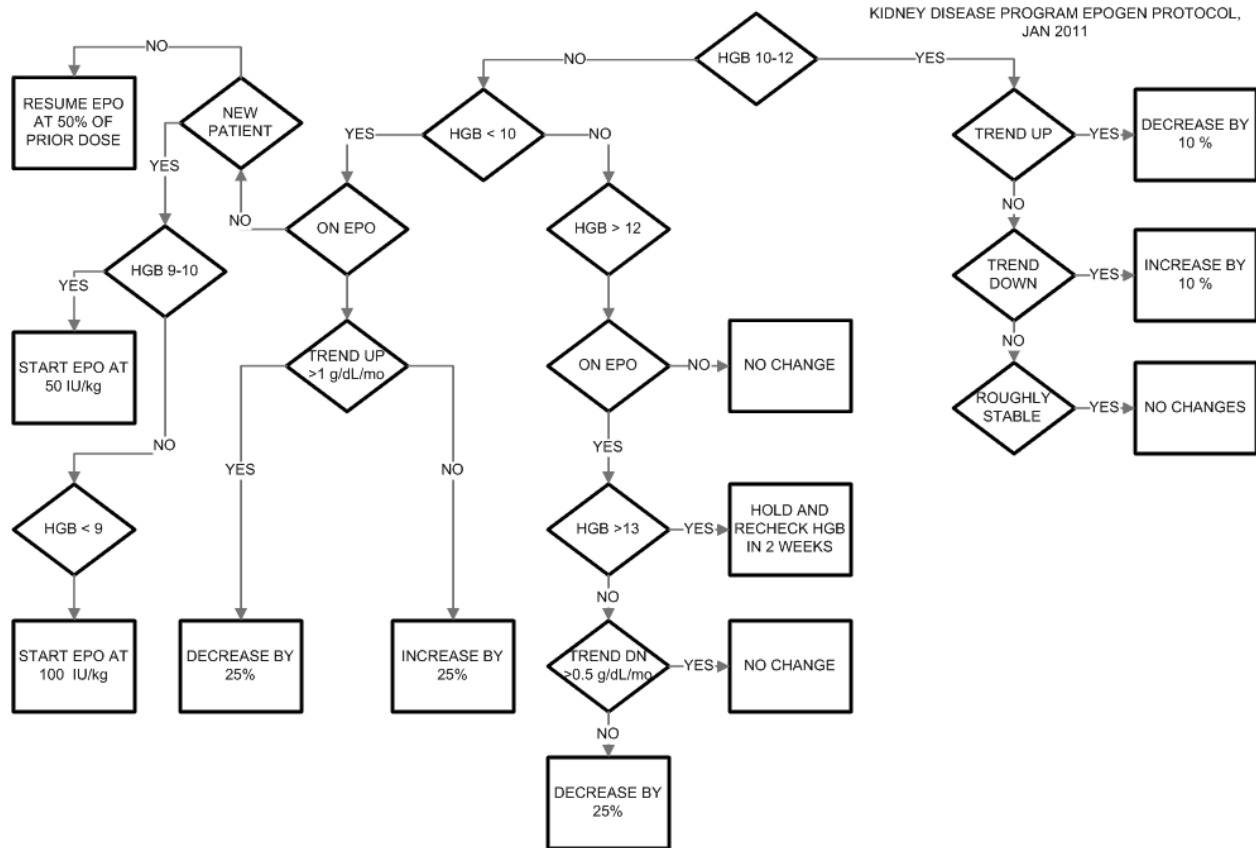 KIDNEY DISEASE PROGRAM EPOGEN PROTOCOL,
JAN 2011
HGB 10-12
NO
YES
NO
RESUME EPO
AT 50% OF
PRIOR DOSE
NEW
PATIENT
YES
HGB < 10
YES
NO
TREND UP
YES
DECREASE BY
10 %
NO
ON EPO
NO
HGB > 12
NO
TREND
DOWN
YES
INCREASE BY
10 %
HGB 9-10
YES
START EPO AT
50 IU/kg
NO
TREND UP
>1 g/dL/mo
YES
NO
ON EPO
NO
NO CHANGE
YES
NO
ROUGHLY
STABLE
YES
NO CHANGES
HGB < 9
START EPO AT
100 IU/kg
DECREASE BY
25%
INCREASE BY
25%
HGB >13
YES
HOLD AND
RECHECK HGB
IN 2 WEEKS
NO
TREND DN
>0.5 g/dL/mo
YES
NO CHANGE
NO
DECREASE BY
25%